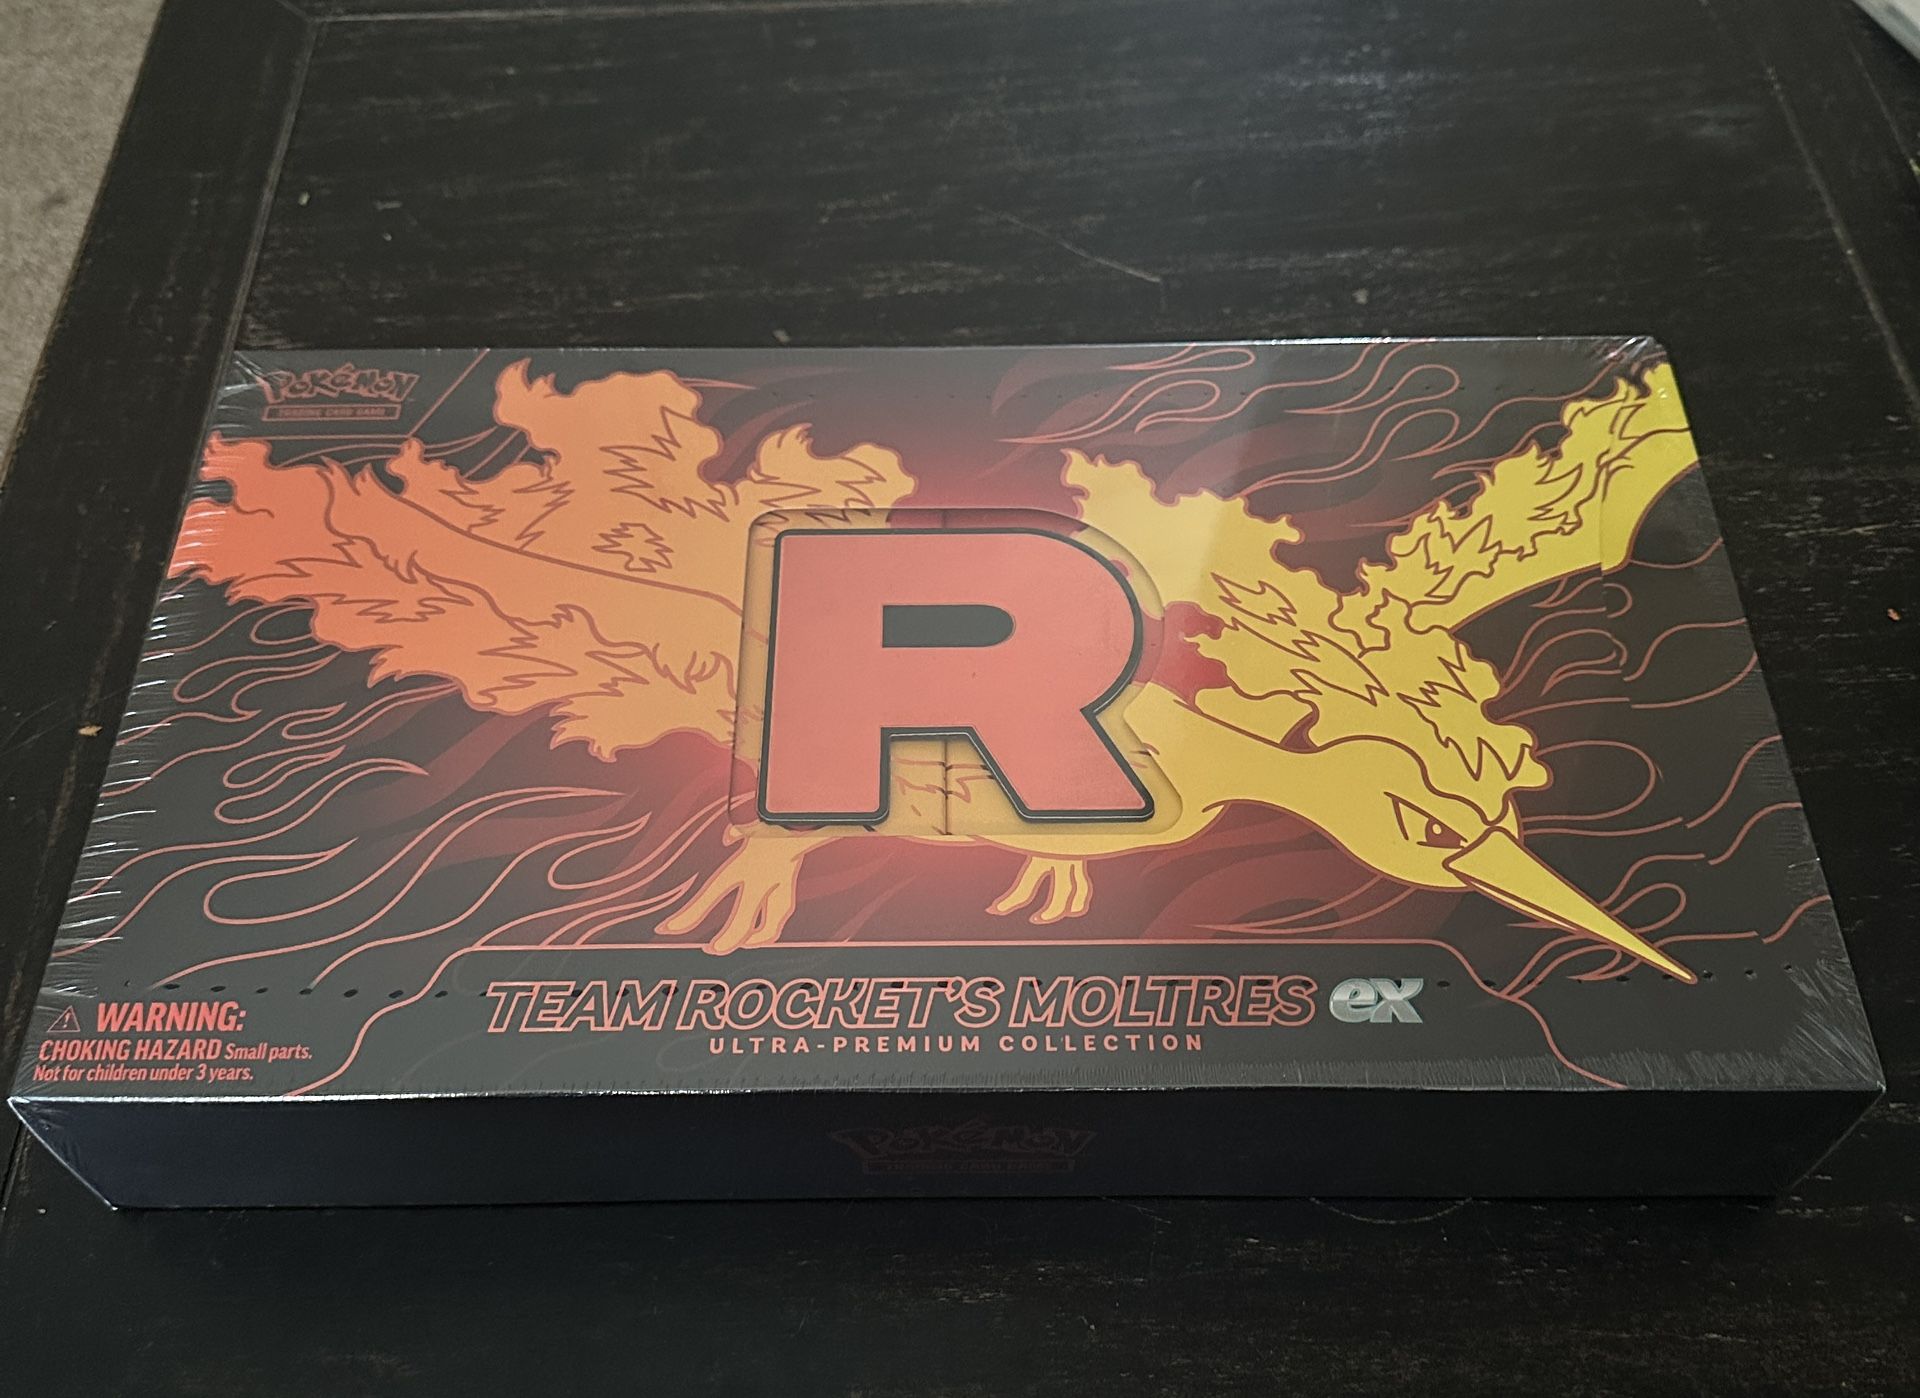 POKéMON
TRADING CARD GAME
R
TEAM ROCKET'S MOLTRES ex
ULTRA-PREMIUM COLLECTION
WARNING:
CHOKING HAZARD Small parts.
Not for children under 3 years.
POKéMON
TRADING CARD GAME